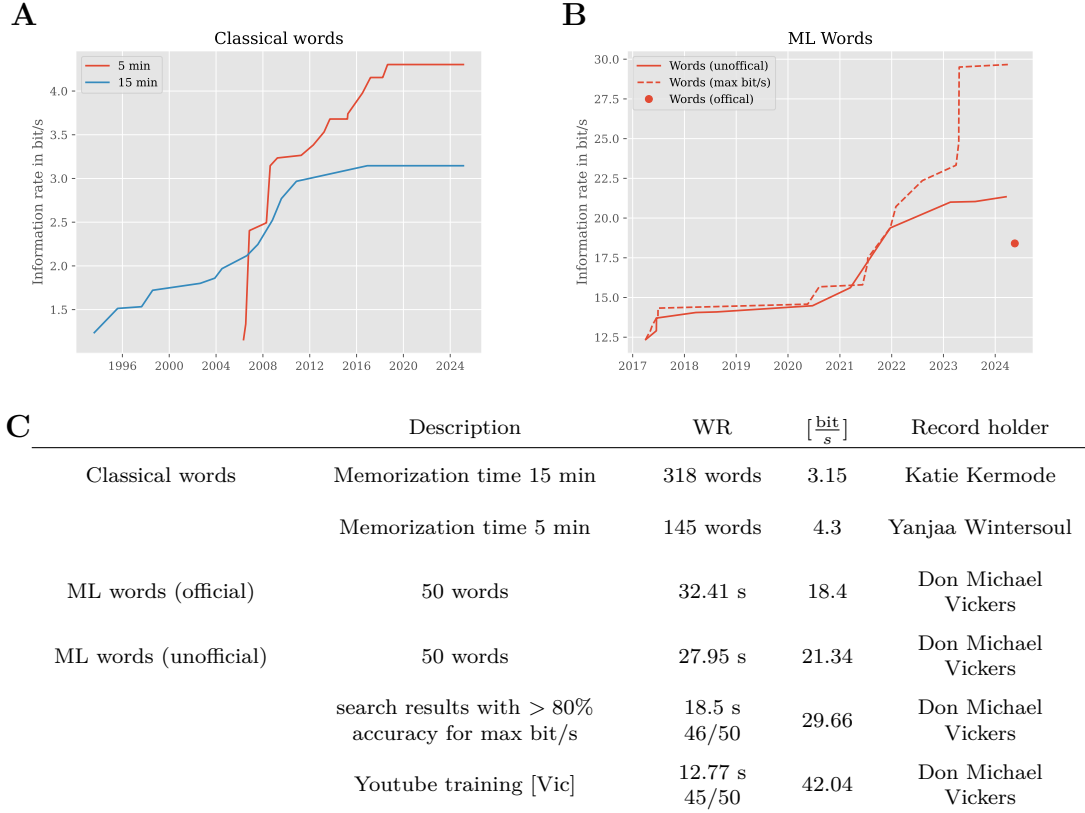 A
B
Classical words
5 min
15 min
Information rate in bit/s
4.0
3.5
3.0
2.5
2.0
1.5
1996 2000 2004 2008 2012 2016 2020 2024
ML Words
Words (unoffical)
Words (max bit/s)
Words (offical)
Information rate in bit/s
30.0
27.5
25.0
22.5
20.0
17.5
15.0
12.5
2017 2018 2019 2020 2021 2022 2023 2024
C
Description WR [bit/s] Record holder
Classical words Memorization time 15 min 318 words 3.15 Katie Kermode
Memorization time 5 min 145 words 4.3 Yanjaa Wintersoul
ML words (official) 50 words 32.41 s 18.4 Don Michael
Vickers
ML words (unofficial) 50 words 27.95 s 21.34 Don Michael
Vickers
search results with > 80% 18.5 s 29.66 Don Michael
accuracy for max bit/s 46/50 Vickers
Youtube training [Vic] 12.77 s 42.04 Don Michael
45/50 Vickers